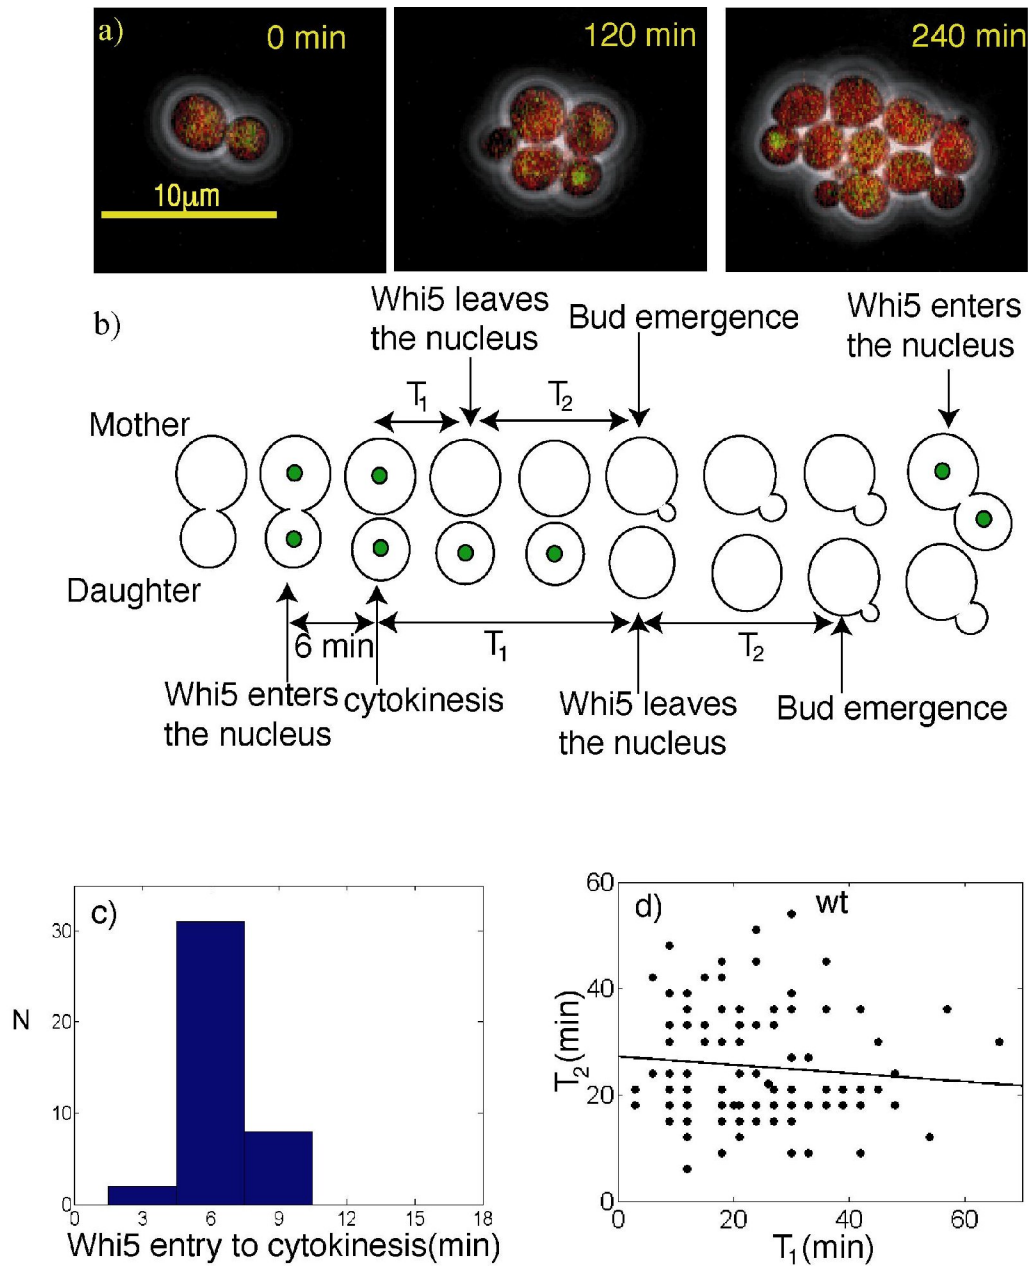 a)
0 min
120 min
240 min
10μm
b)
Whi5 leaves
the nucleus
Bud emergence
Whi5 enters
the nucleus
T1
T2
Mother
Daughter
6 min
T1
T2
Whi5 enters
the nucleus
cytokinesis
Whi5 leaves
the nucleus
Bud emergence
c)
N
30
20
10
0
0 3 6 9 12 15 18
Whi5 entry to cytokinesis(min)
d)
wt
T2(min)
60
40
20
0
0 20 40 60
T1(min)